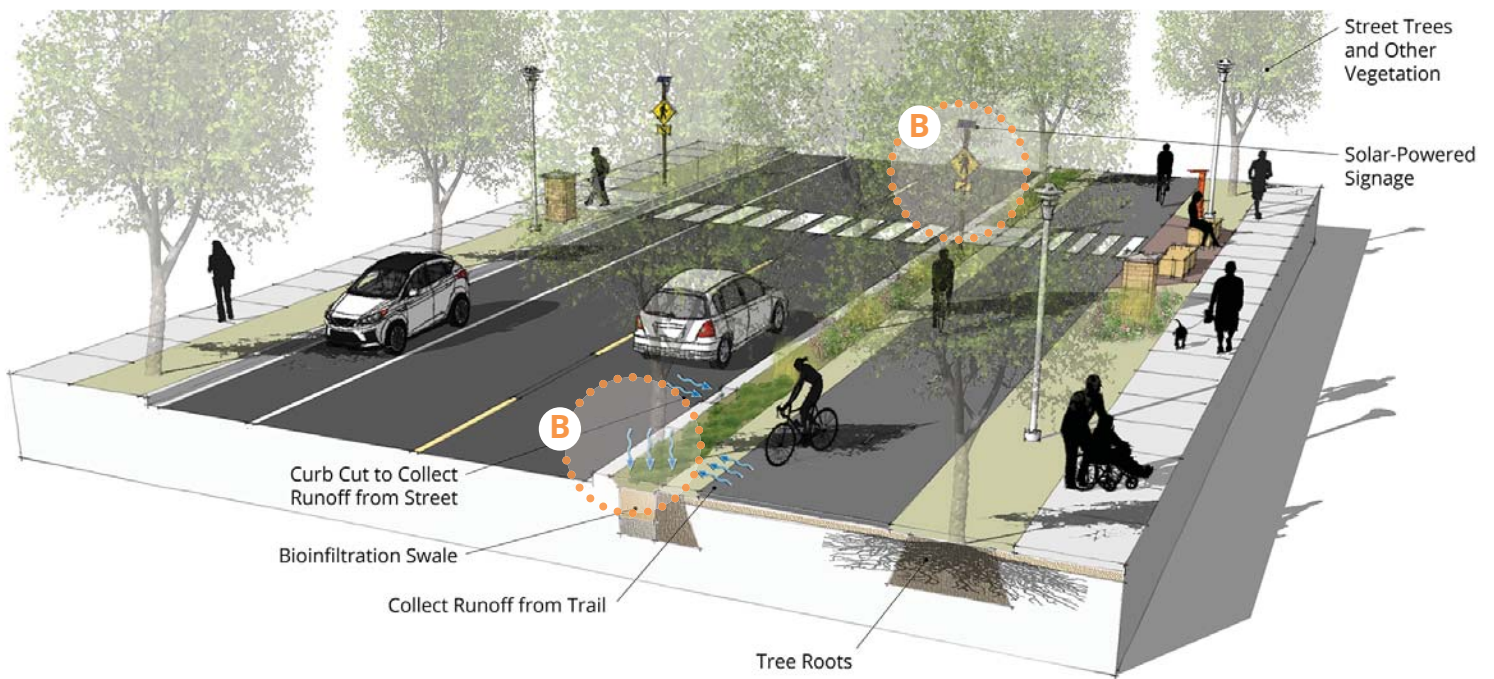 Street Trees
and Other
Vegetation
B
Solar-Powered
Signage
B
Curb Cut to Collect
Runoff from Street
Bioinfiltration Swale
Collect Runoff from Trail
Tree Roots